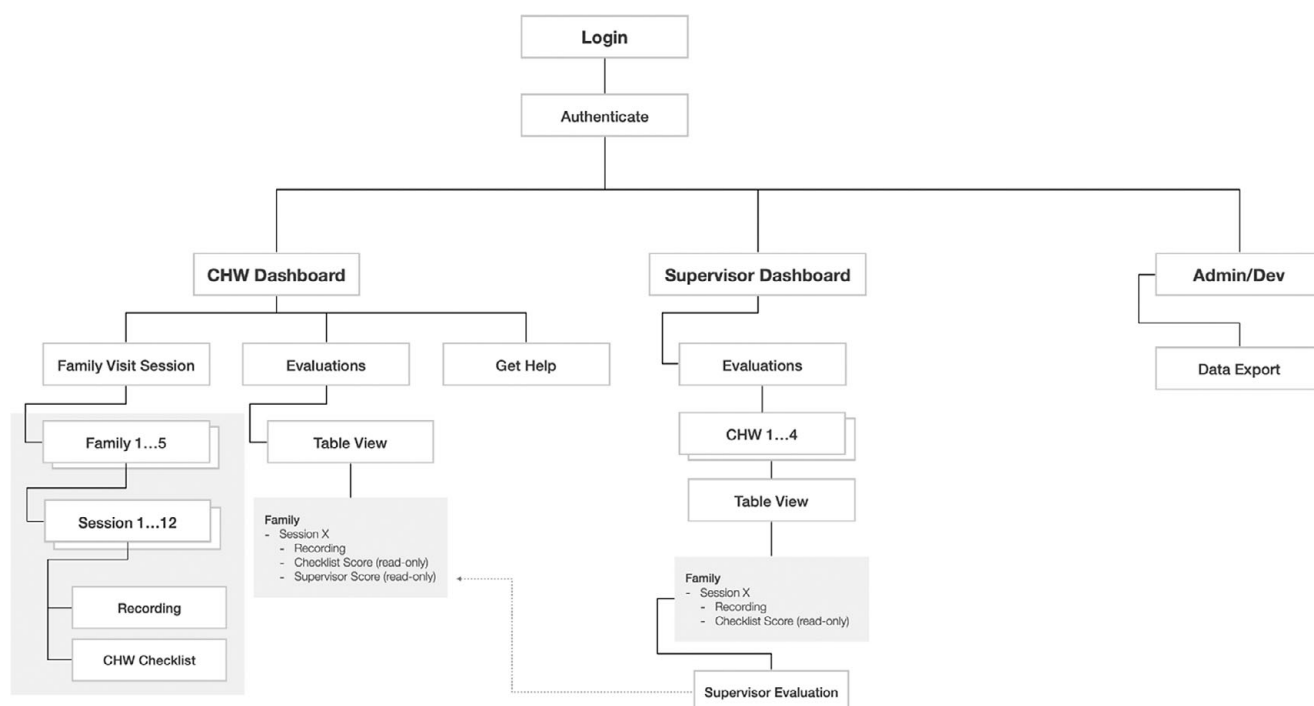 Login
Authenticate
CHW Dashboard
Supervisor Dashboard
Admin/Dev
Family Visit Session
Evaluations
Get Help
Evaluations
Data Export
Family 1...5
Table View
CHW 1...4
Session 1...12
Table View
Family
- Session X
- Recording
- Checklist Score (read-only)
- Supervisor Score (read-only)
Family
- Session X
- Recording
- Checklist Score (read-only)
Recording
CHW Checklist
Supervisor Evaluation